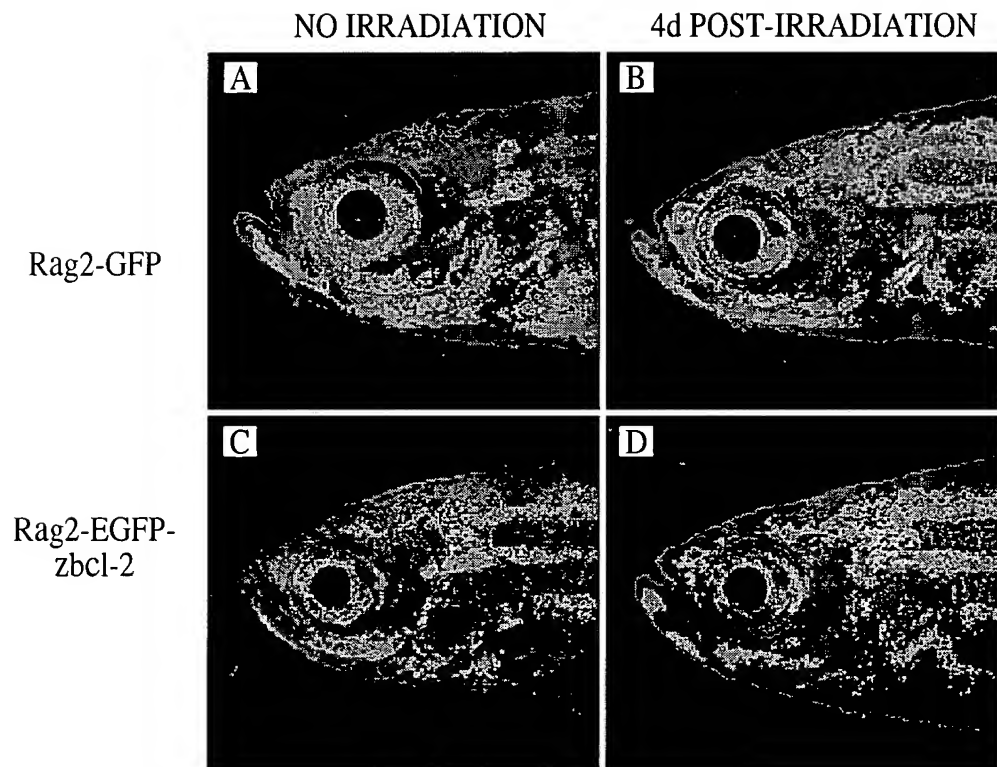 NO IRRADIATION
4d POST-IRRADIATION
A
B
Rag2-GFP
C
D
Rag2-EGFP-
zbcl-2